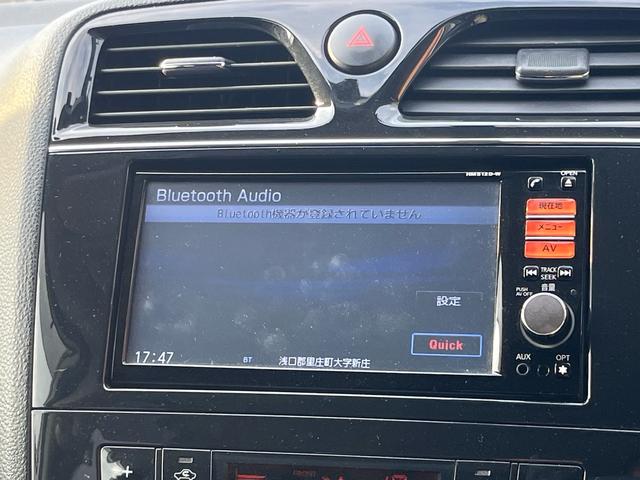 HM512D-W
OPEN
Bluetooth Audio
Bluetooth機器が登録されていません
現在地
メニュー
AV
TRACK
SEEK
音量
PUSH
AV OFF
設定
Quick
17:47
BT
浅口郡里庄町大字新庄
AUX
OPT
FRONT